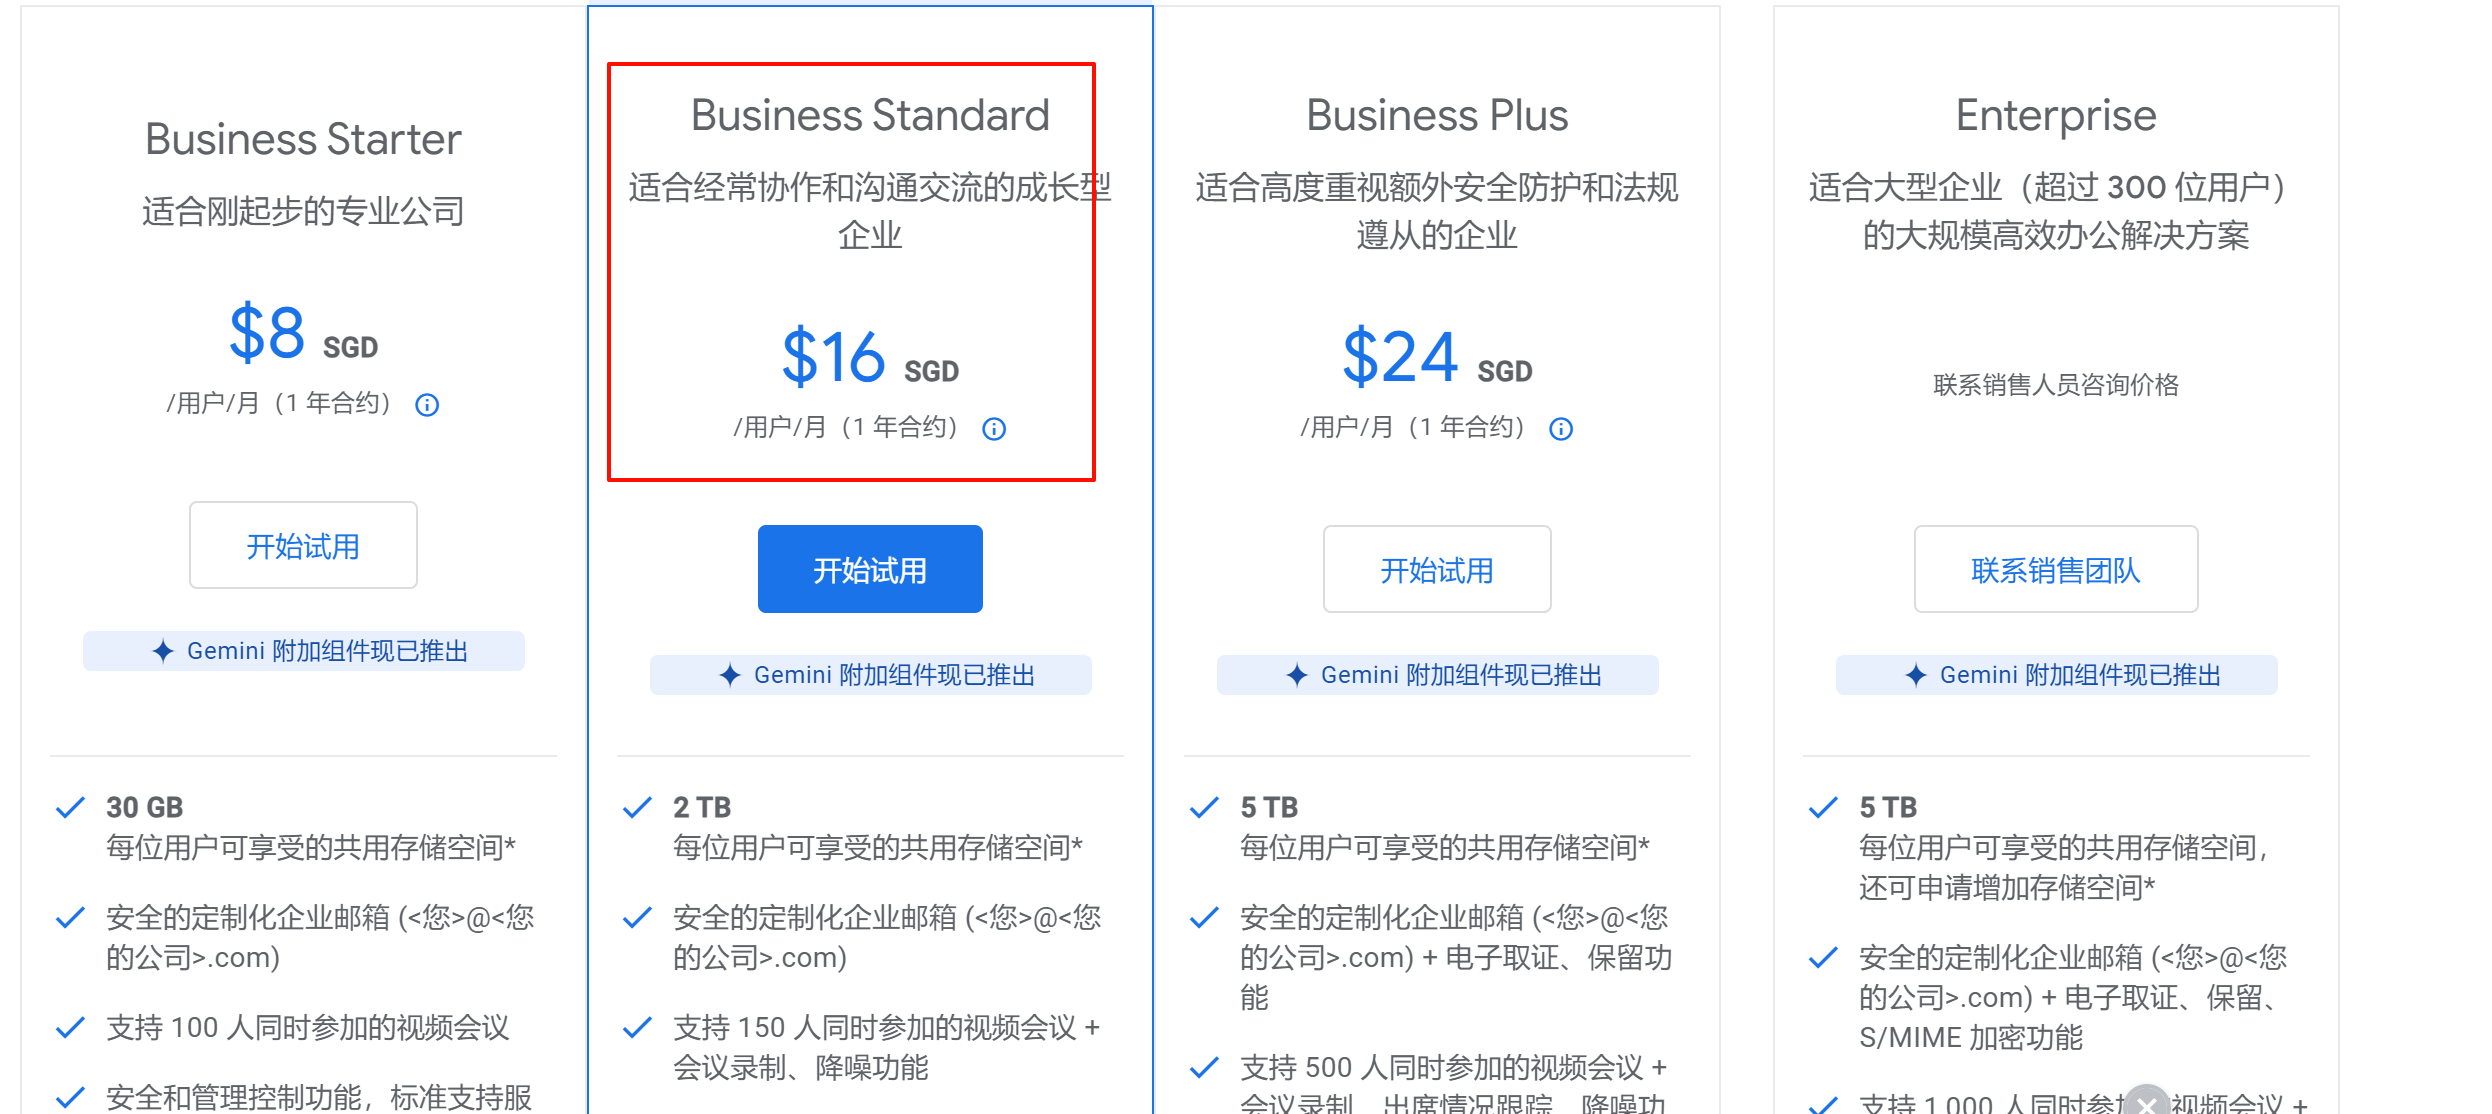 Business Starter
适合刚起步的专业公司
$8 SGD
/用户/月（1 年合约）
开始试用
Gemini 附加组件现已推出
30 GB
每位用户可享受的共用存储空间*
安全的定制化企业邮箱 (<您>@<您
的公司>.com)
支持 100 人同时参加的视频会议
安全和管理控制功能，标准支持服
Business Standard
适合经常协作和沟通交流的成长型
企业
$16 SGD
/用户/月（1 年合约）
开始试用
Gemini 附加组件现已推出
2 TB
每位用户可享受的共用存储空间*
安全的定制化企业邮箱 (<您>@<您
的公司>.com)
支持 150 人同时参加的视频会议 +
会议录制、降噪功能
Business Plus
适合高度重视额外安全防护和法规
遵从的企业
$24 SGD
/用户/月（1 年合约）
开始试用
Gemini 附加组件现已推出
5 TB
每位用户可享受的共用存储空间*
安全的定制化企业邮箱 (<您>@<您
的公司>.com) + 电子取证、保留功
能
支持 500 人同时参加的视频会议 +
会议录制、出席情况跟踪、降噪功
Enterprise
适合大型企业（超过 300 位用户）
的大规模高效办公解决方案
联系销售人员咨询价格
联系销售团队
Gemini 附加组件现已推出
5 TB
每位用户可享受的共用存储空间，
还可申请增加存储空间*
安全的定制化企业邮箱 (<您>@<您
的公司>.com) + 电子取证、保留、
S/MIME 加密功能
支持 1,000 人同时参 视频会议 +